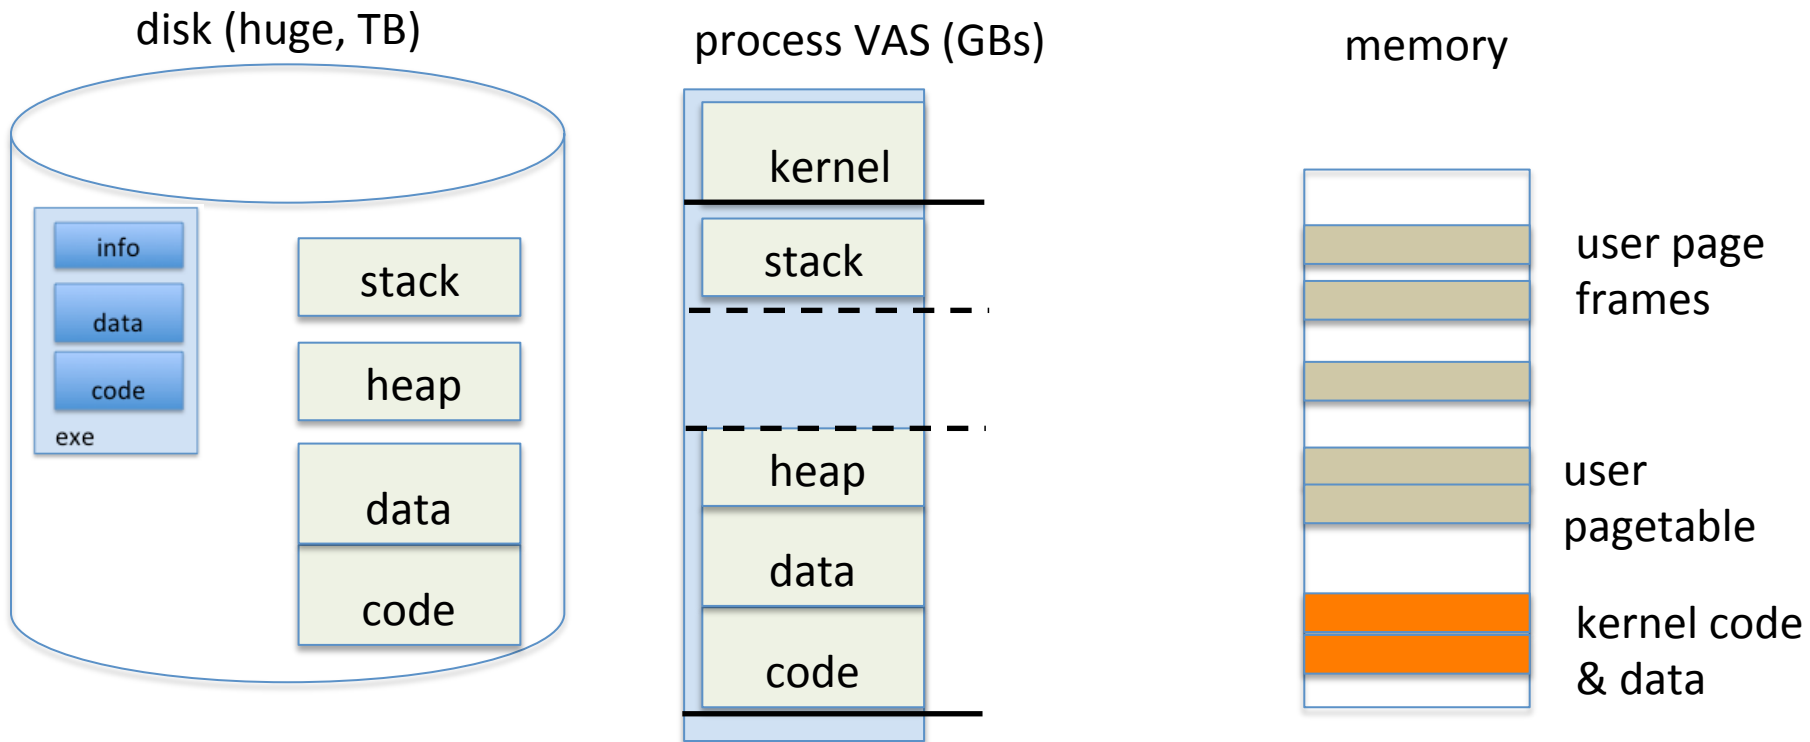 disk (huge, TB)
info
data
code
exe
stack
heap
data
code
process VAS (GBs)
kernel
stack
heap
data
code
memory
user page
frames
user
pagetable
kernel code
& data